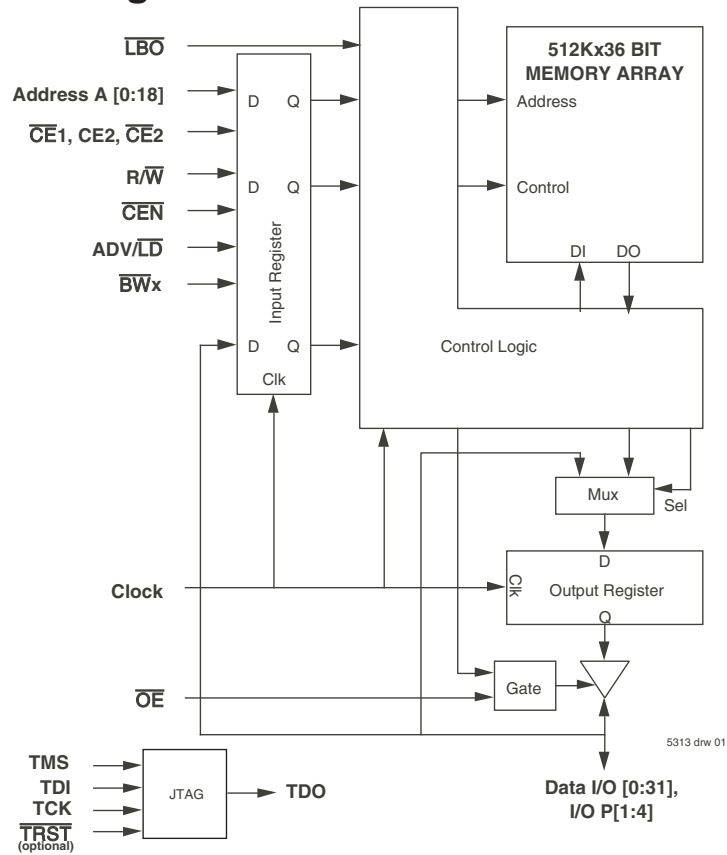 LBO
512Kx36 BIT
MEMORY ARRAY
Address A [0:18]
D Q
Address
CE1, CE2, CE2
R/W
D Q
Control
CEN
Input Register
ADV/LD
DI DO
BWx
D Q
Control Logic
Clk
Mux
Sel
D
Clock
Clk
Output Register
Q
Gate
OE
5313 drw 01
TMS
TDI
JTAG
TDO
Data I/O [0:31],
I/O P[1:4]
TCK
TRST
(optional)